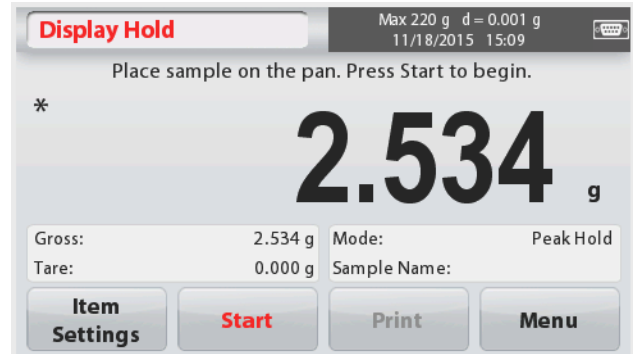 Display Hold
Max 220 g d = 0.001 g
11/18/2015 15:09
Place sample on the pan. Press Start to begin.
*
2.534 g
Gross: 2.534 g Mode: Peak Hold
Tare: 0.000 g Sample Name:
Item Settings Start Print Menu